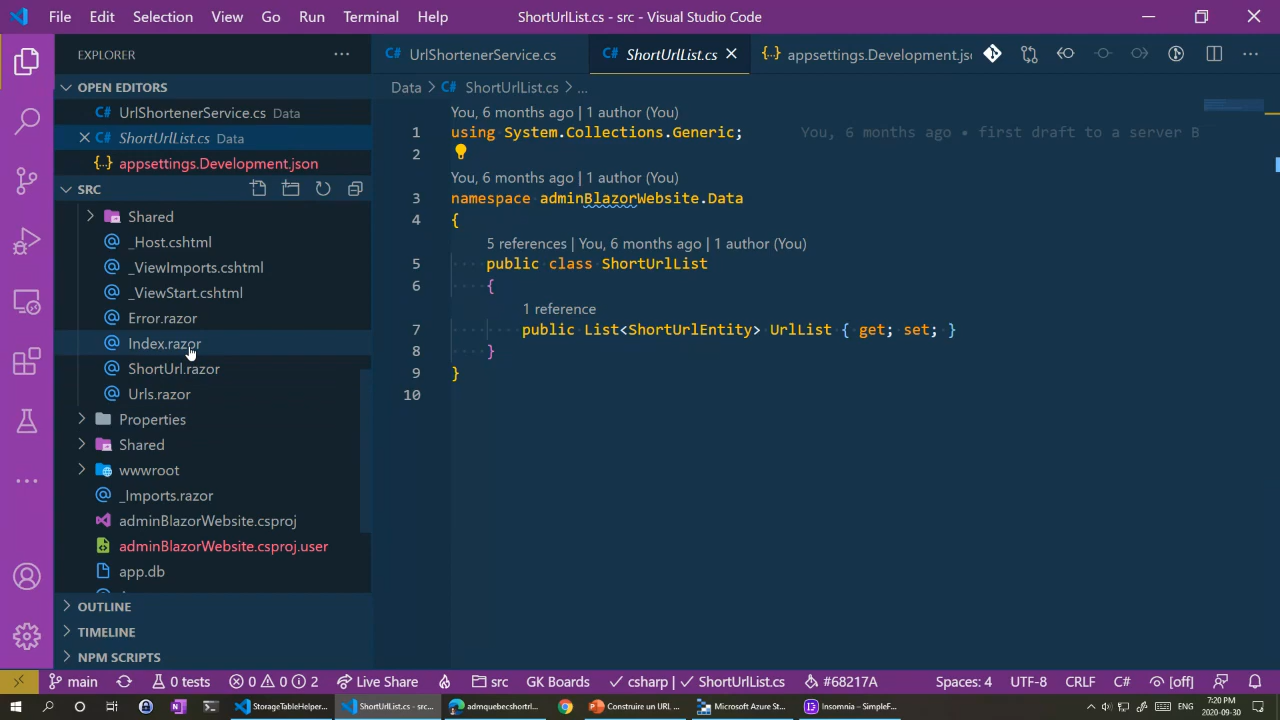 File Edit Selection View Go Run Terminal Help ShortUrlList.cs - src - Visual Studio Code
EXPLORER
OPEN EDITORS
UrlShortenerService.cs Data
ShortUrlList.cs Data
{..} appsettings.Development.json
SRC
Shared
_Host.cshtml
_ViewImports.cshtml
_ViewStart.cshtml
Error.razor
Index.razor
ShortUrl.razor
Urls.razor
Properties
Shared
wwwroot
_Imports.razor
adminBlazorWebsite.csproj
adminBlazorWebsite.csproj.user
app.db
OUTLINE
TIMELINE
NPM SCRIPTS
UrlShortenerService.cs ShortUrlList.cs {..} appsettings.Development.js
Data > ShortUrlList.cs > ...
You, 6 months ago | 1 author (You)
1 using System.Collections.Generic; You, 6 months ago • first draft to a server B
2
You, 6 months ago | 1 author (You)
3 namespace adminBlazorWebsite.Data
4 {
5 references | You, 6 months ago | 1 author (You)
5 public class ShortUrlList
6 {
1 reference
7 public List<ShortUrlEntity> UrlList { get; set; }
8 }
9 }
10
main 0 tests 0 0 2 Live Share src GK Boards csharp | ShortUrlList.cs #68217A Spaces: 4 UTF-8 CRLF C# [off]
StorageTableHelper... ShortUrlList.cs - src... admquebecshortrl... Construire un URL ... Microsoft Azure St... Insomnia – SimpleF... ENG 7:20 PM
2020-09-30